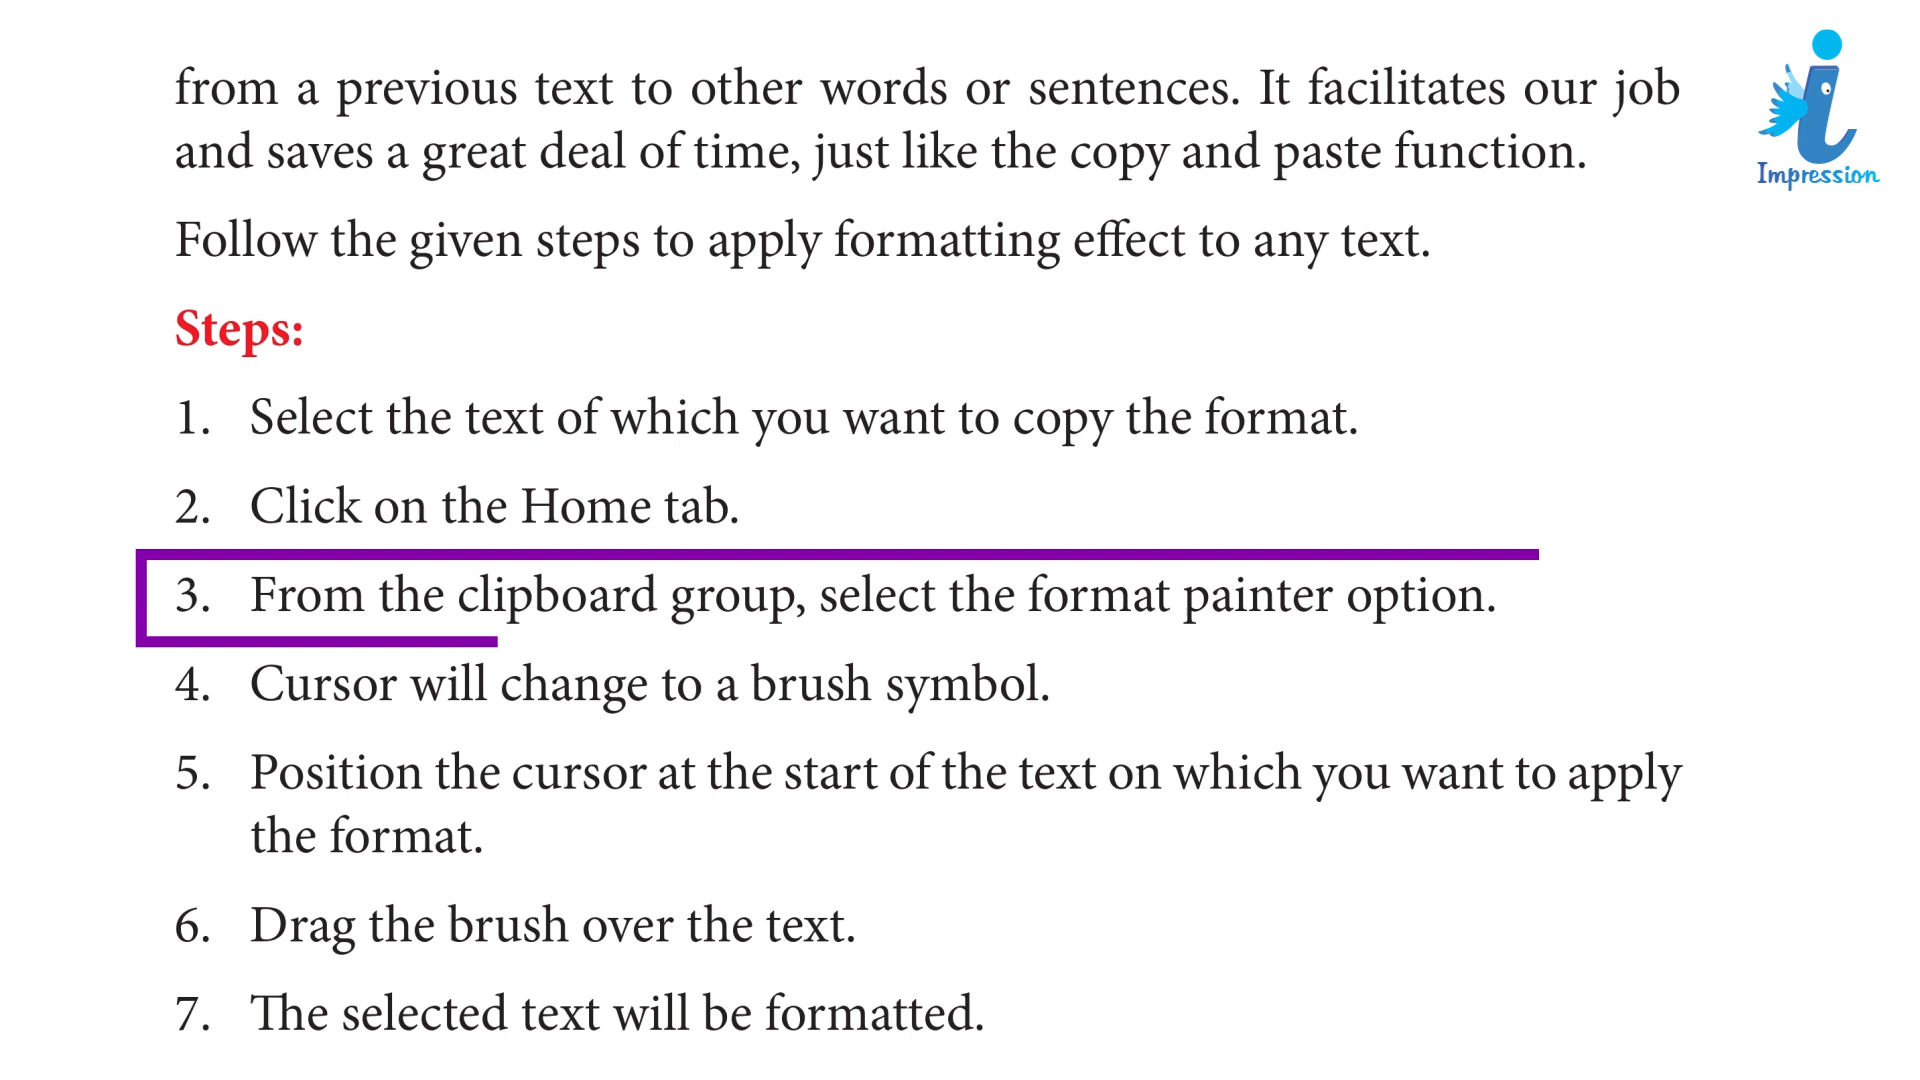 from a previous text to other words or sentences. It facilitates our job
and saves a great deal of time, just like the copy and paste function.
Impression
Follow the given steps to apply formatting effect to any text.
Steps:
1. Select the text of which you want to copy the format.
2. Click on the Home tab.
3. From the clipboard group, select the format painter option.
4. Cursor will change to a brush symbol.
5. Position the cursor at the start of the text on which you want to apply
the format.
6. Drag the brush over the text.
7. The selected text will be formatted.